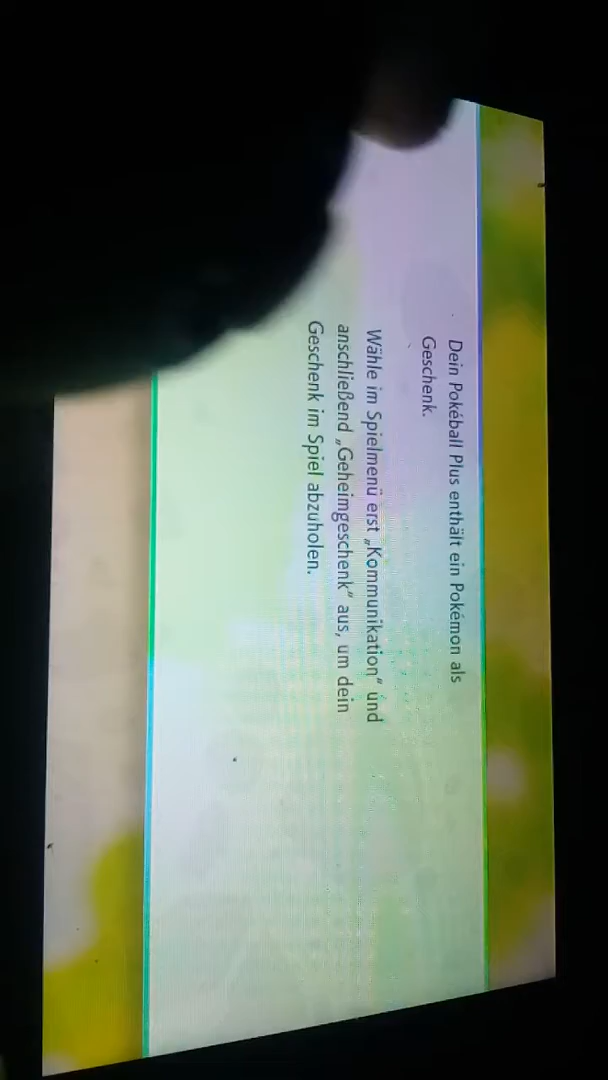 Dein Pokéball Plus enthält ein Pokémon als
Geschenk.
Wähle im Spielmenü erst „Kommunikation“ und
anschließend „Geheimgeschenk“ aus, um dein
Geschenk im Spiel abzuholen.